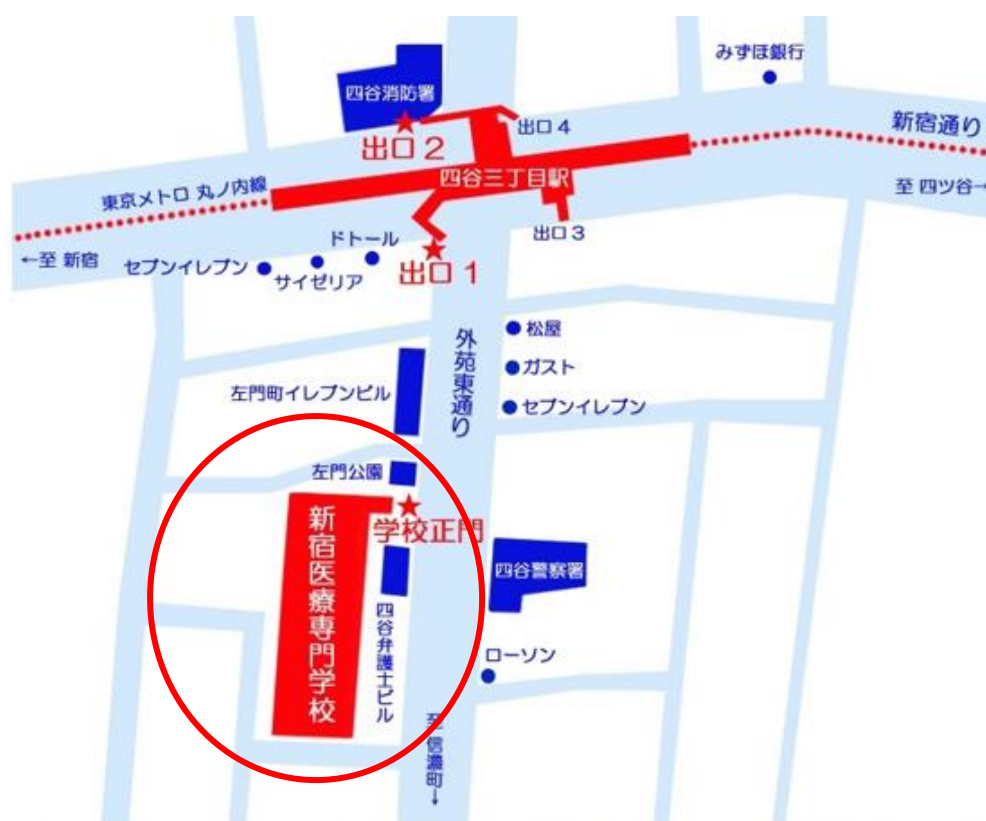 みずほ銀行
四谷消防署
出口4
新宿通り
出口2
四谷三丁目駅
東京メトロ 丸ノ内線
至 四ツ谷→
出口3
ドトール
←至 新宿
セブンイレブン
サイゼリア
出口1
外苑東通り
松屋
ガスト
左門町イレブンビル
セブンイレブン
左門公園
新宿医療専門学校
学校正門
四谷警察署
四谷弁護士ビル
ローソン
至 信濃町→